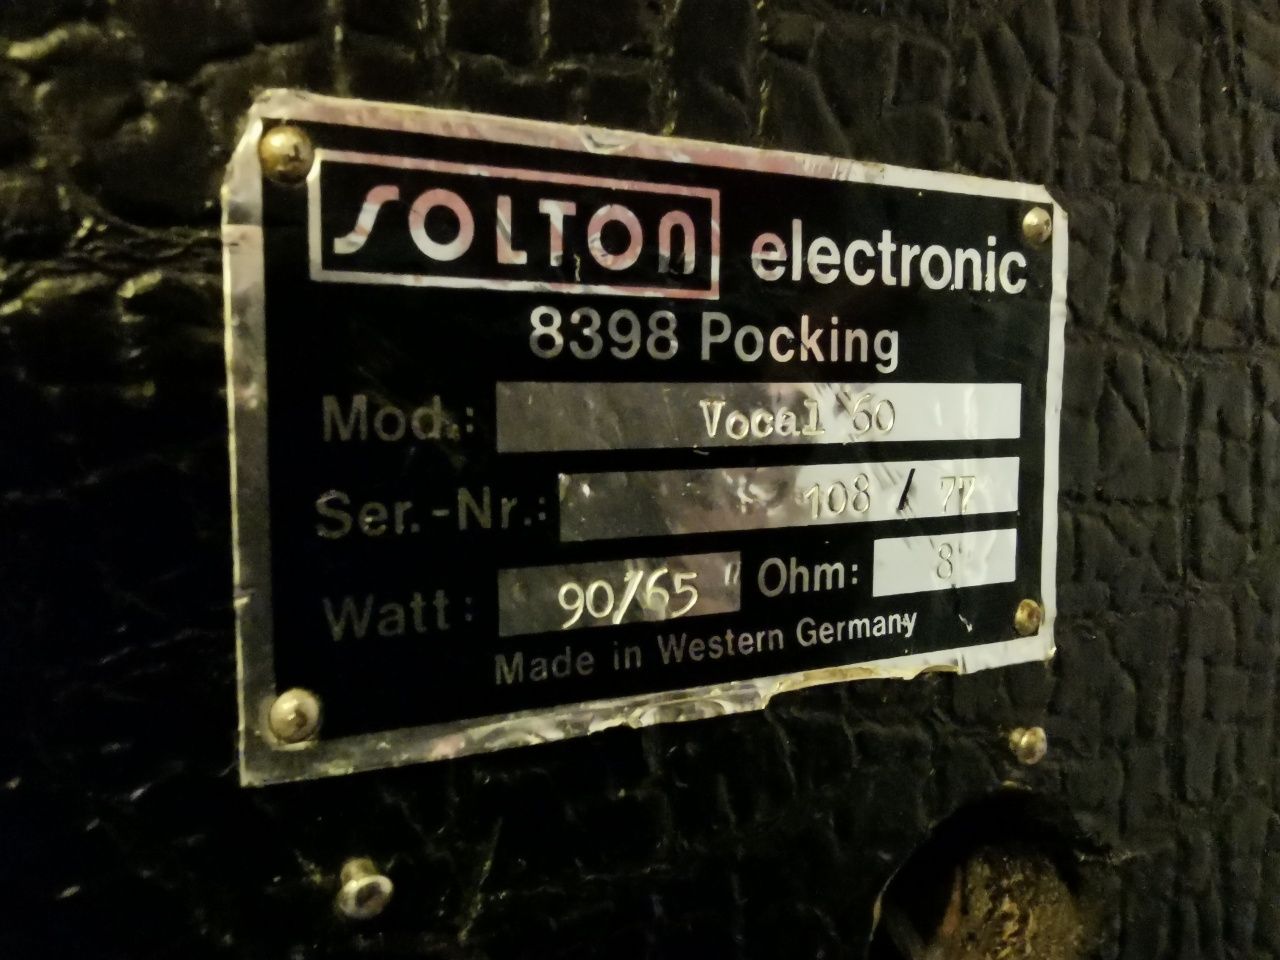 SOLTON electronic
8398 Pocking
Mod.: Vocal 60
Ser.-Nr.: 108 / 77
Watt: 90/65 Ohm: 8
Made in Western Germany